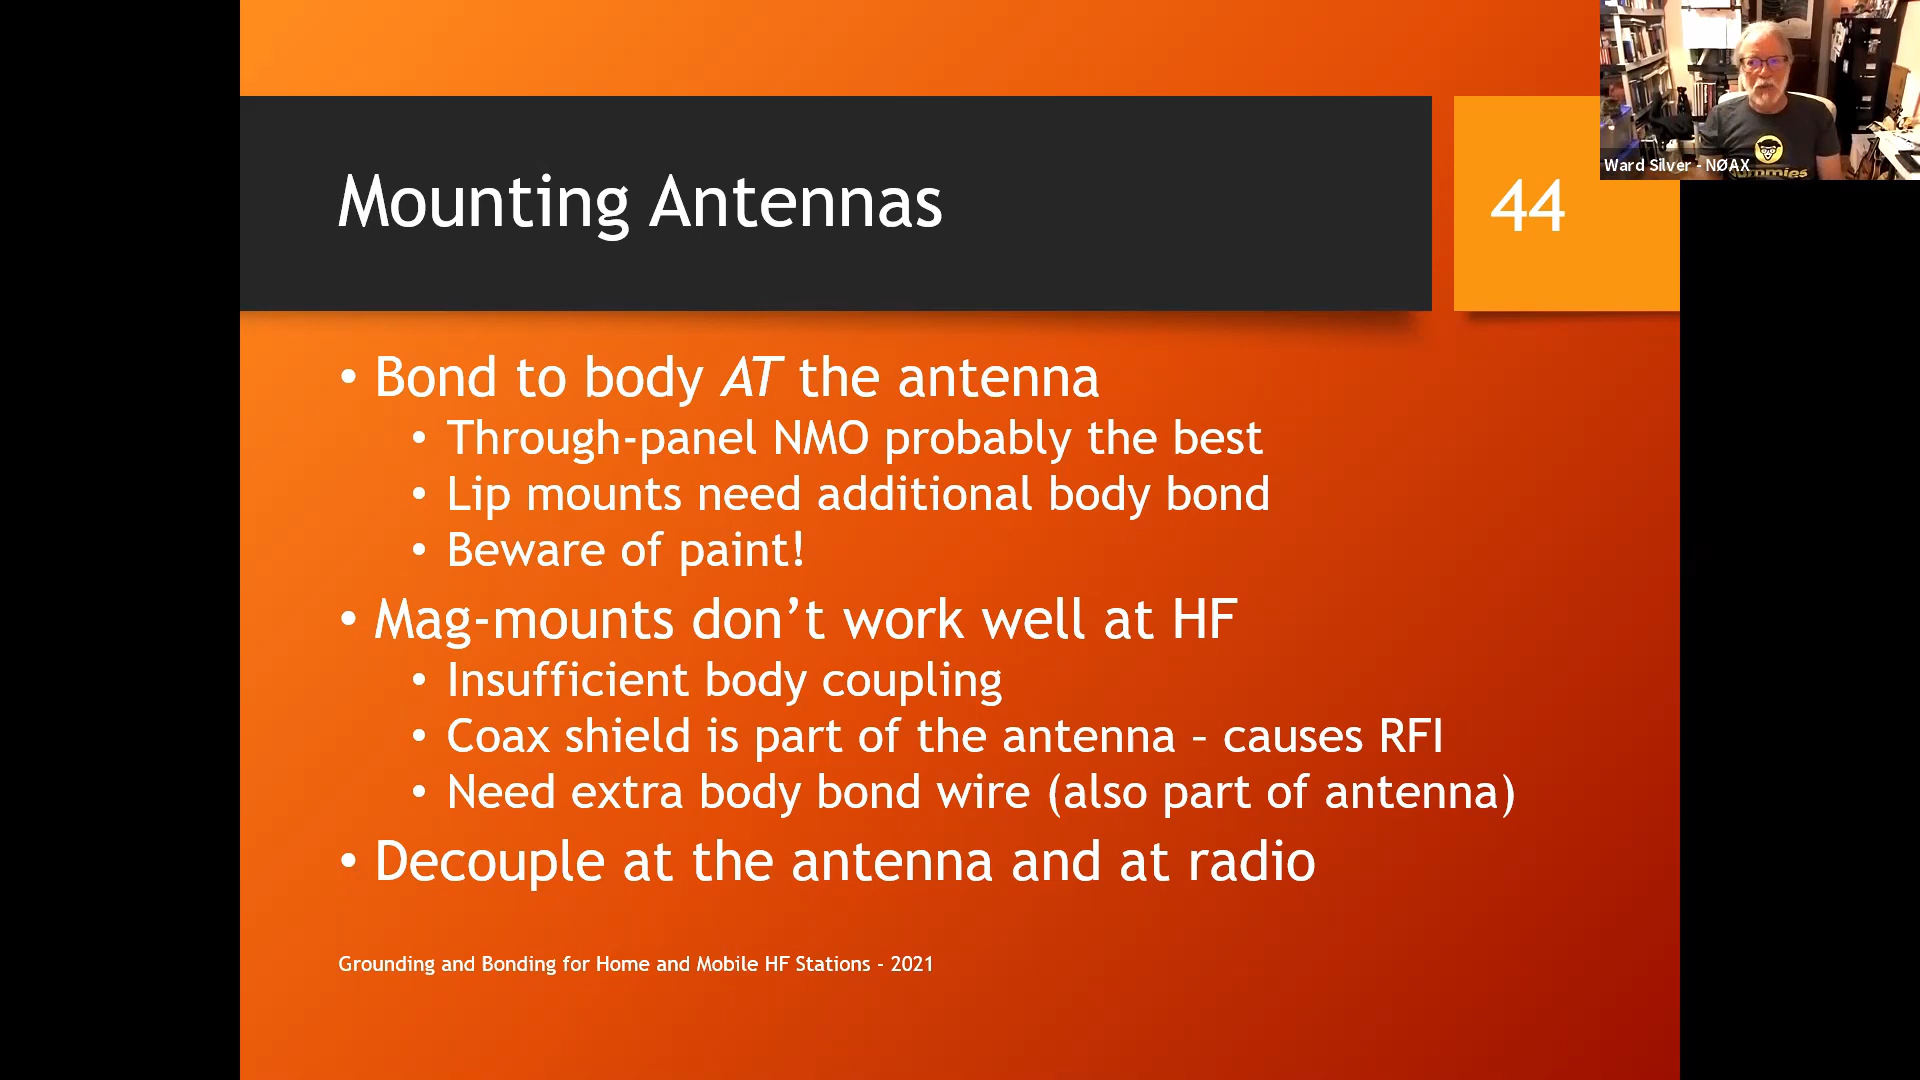 Ward Silver - NØAX
dummies
Mounting Antennas
44
• Bond to body AT the antenna
• Through-panel NMO probably the best
• Lip mounts need additional body bond
• Beware of paint!
• Mag-mounts don’t work well at HF
• Insufficient body coupling
• Coax shield is part of the antenna – causes RFI
• Need extra body bond wire (also part of antenna)
• Decouple at the antenna and at radio
Grounding and Bonding for Home and Mobile HF Stations - 2021